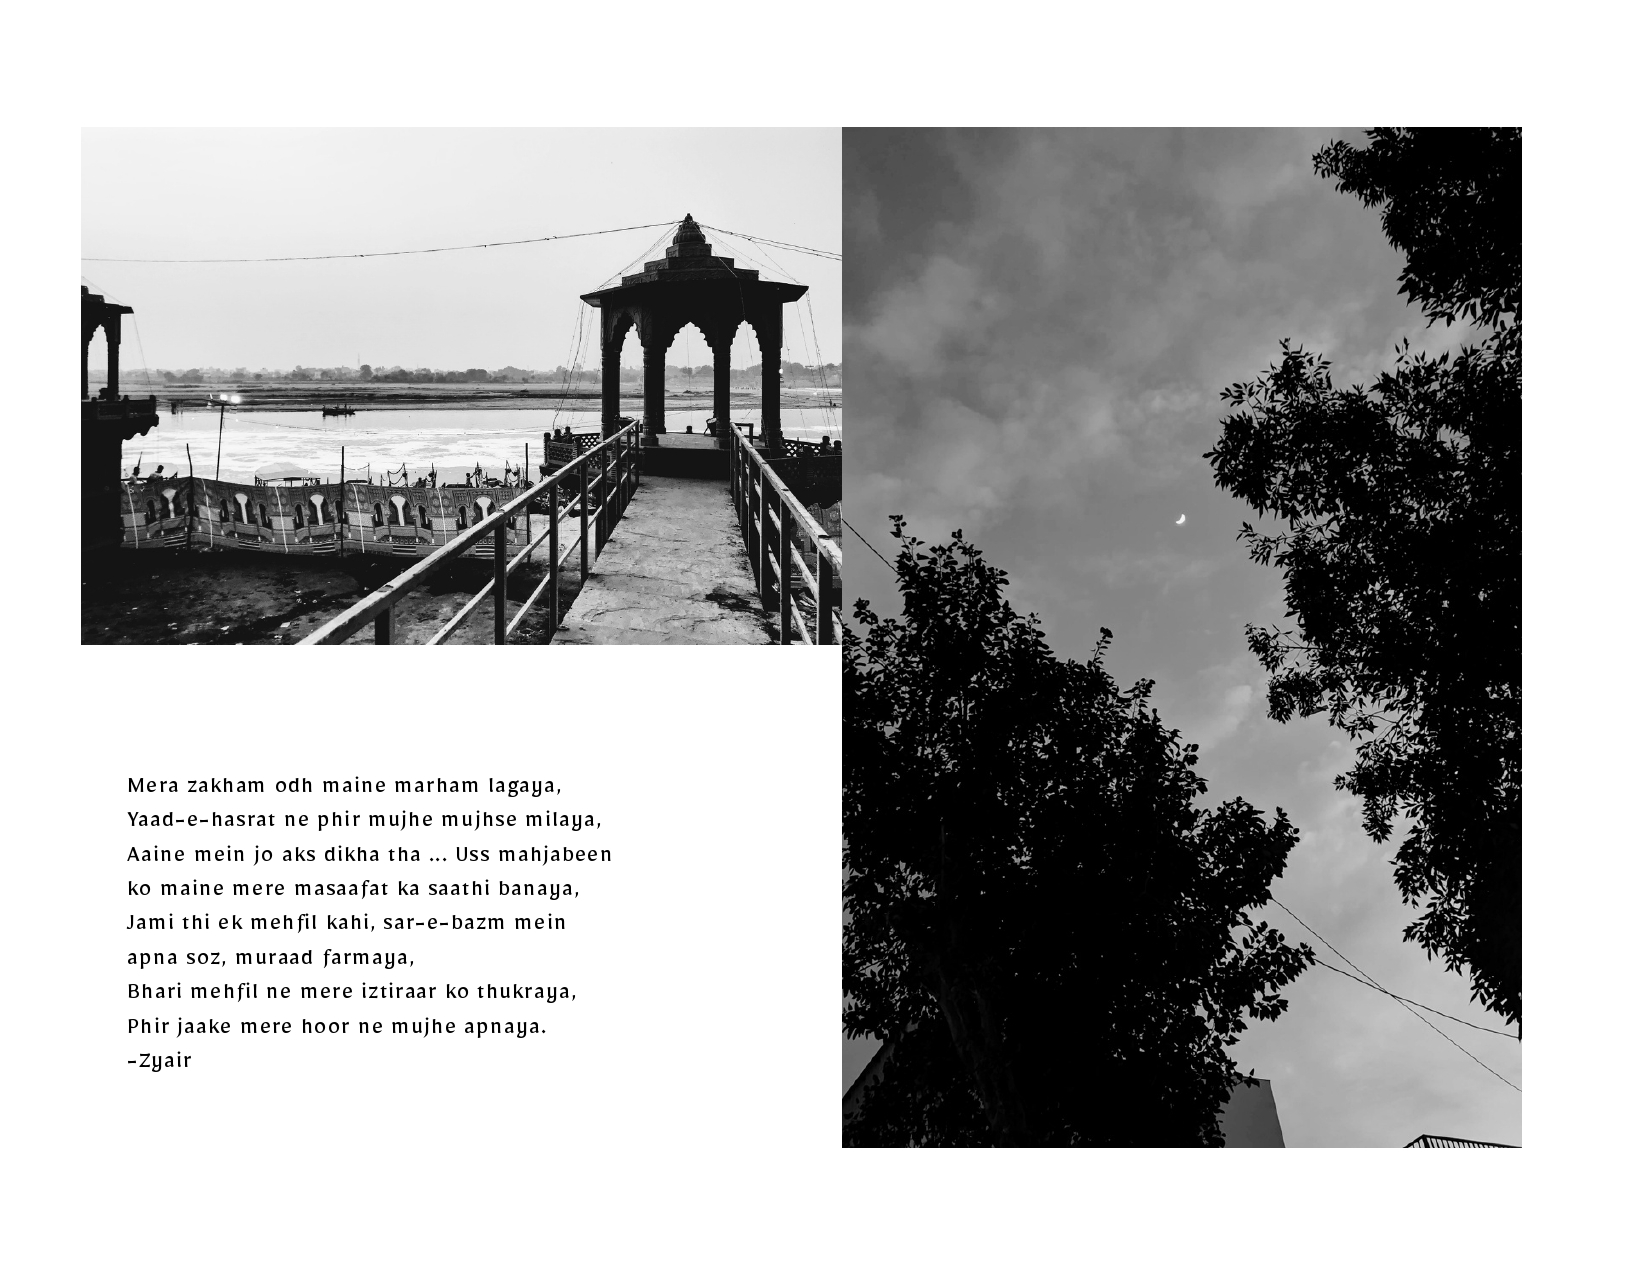 Mera zakham odh maine marham lagaya,
Yaad-e-hasrat ne phir mujhe mujhse milaya,
Aaine mein jo aks dikha tha ... Uss mahjabeen
ko maine mere masaafat ka saathi banaya,
Jami thi ek mehfil kahi, sar-e-bazm mein
apna soz, muraad farmaya,
Bhari mehfil ne mere iztiraar ko thukraya,
Phir jaake mere hoor ne mujhe apnaya.
-Zyair